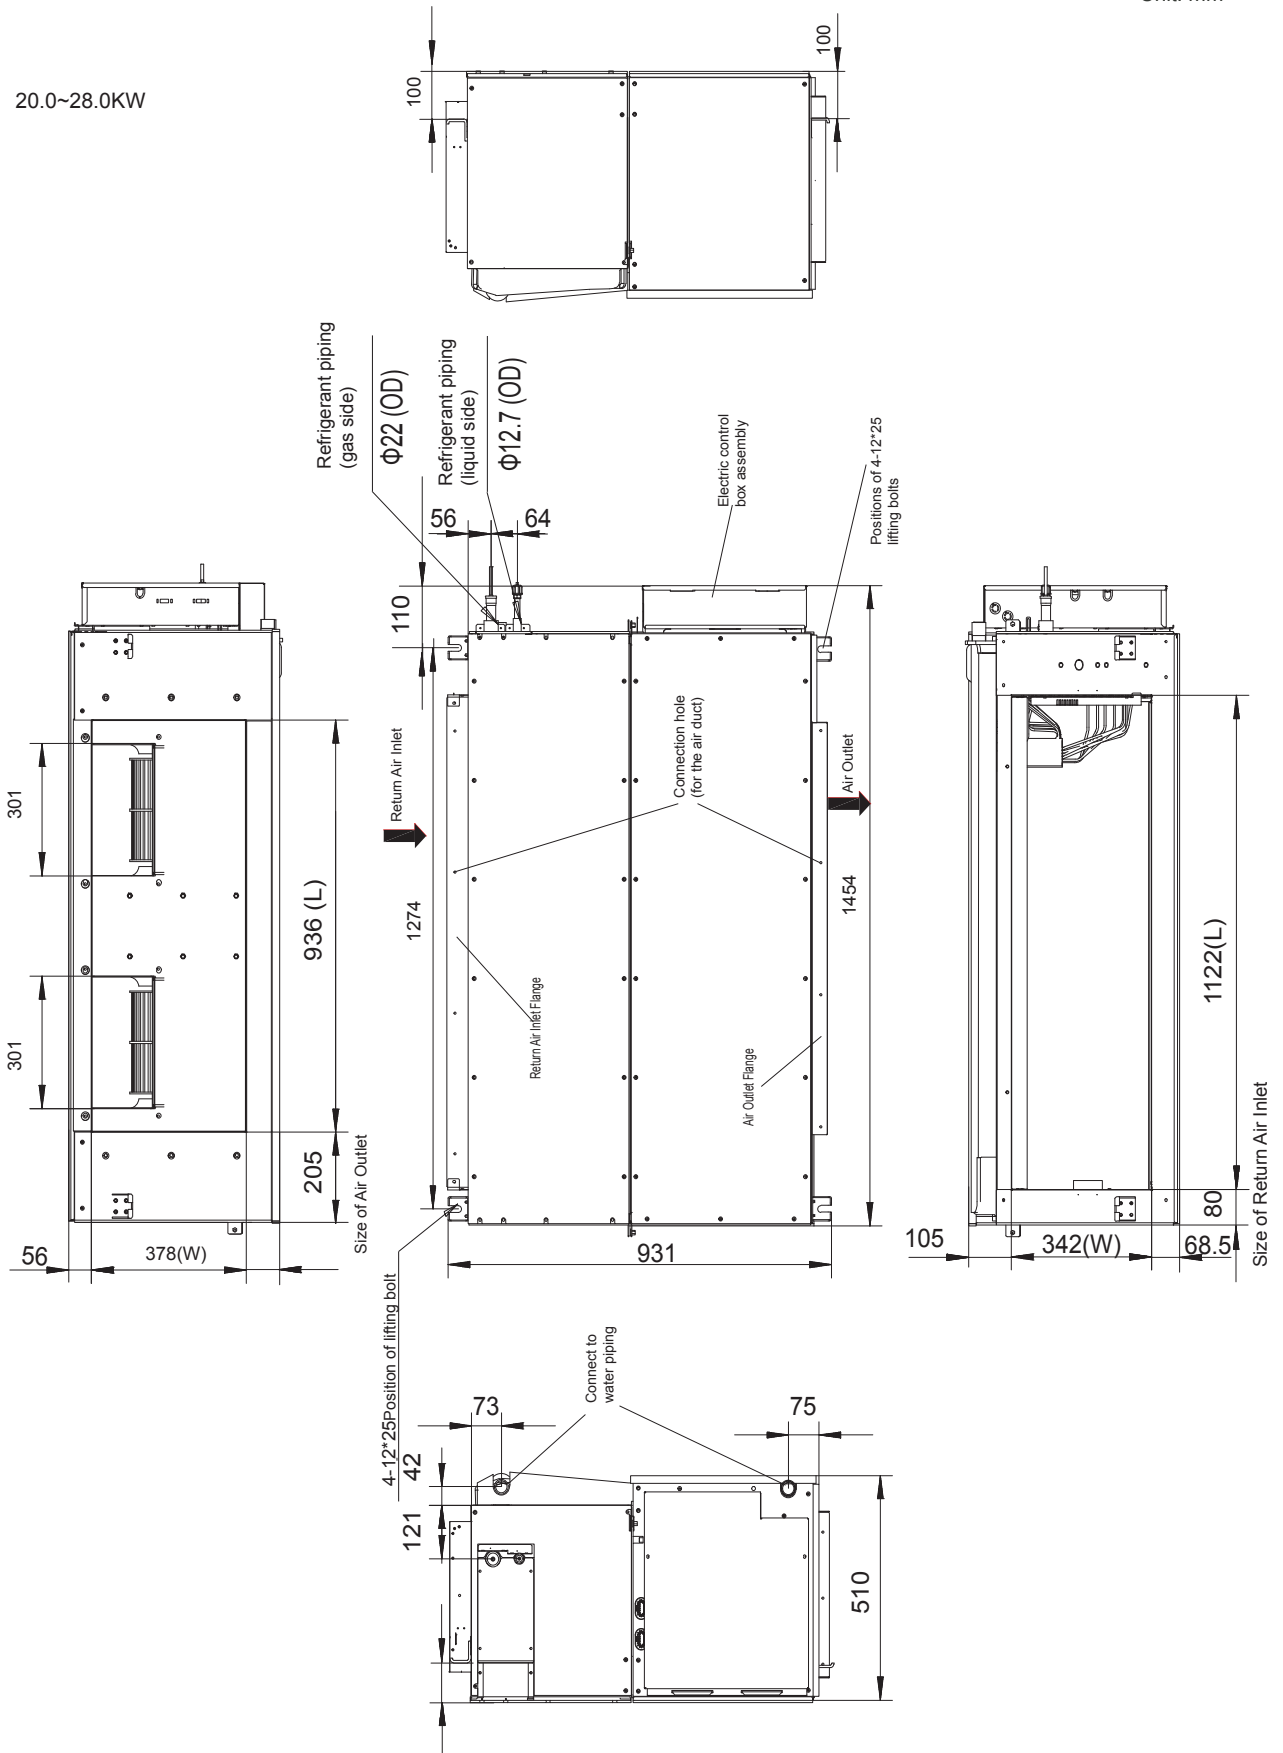 20.0~28.0KW
100
100
Refrigerant piping
(gas side)
Φ22 (OD)
Refrigerant piping
(liquid side)
Φ12.7 (OD)
Electric control
box assembly
Positions of 4-12*25
lifting bolts
56
64
110
Return Air Inlet
Connection hole
(for the air duct)
Air Outlet
301
301
936 (L)
205
Size of Air Outlet
56
378(W)
1274
1454
Return Air Inlet Flange
Air Outlet Flange
931
1122(L)
80
Size of Return Air Inlet
105
342(W)
68.5
4-12*25Position of lifting bolt
Connect to
water piping
73
75
42
121
510